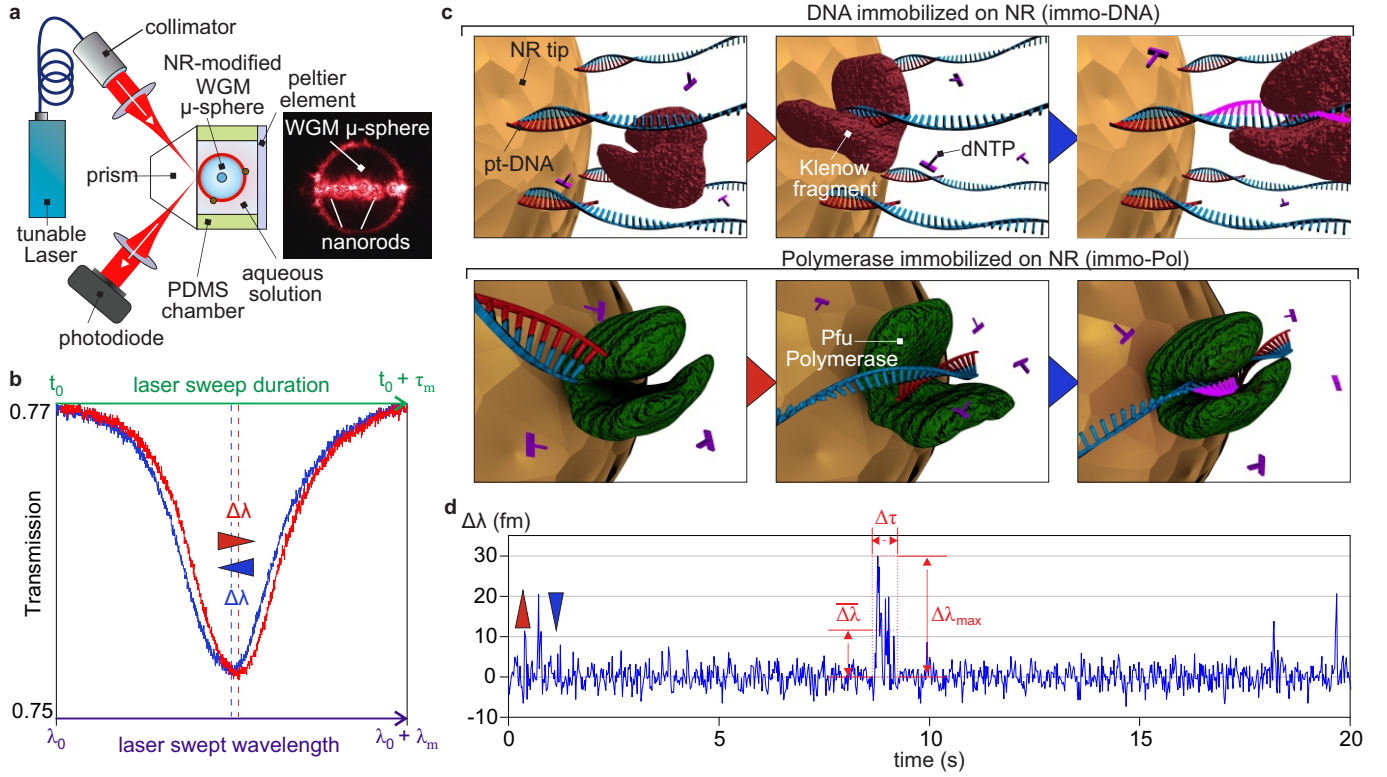 a
collimator
NR-modified
WGM
μ-sphere
peltier
element
WGM μ-sphere
prism
nanorods
tunable
Laser
aqueous
solution
PDMS
chamber
photodiode
b
t0
laser sweep duration
t0 + τm
0.77
Δλ
Δλ
Transmission
0.75
λ0
laser swept wavelength
λ0 + λm
c
DNA immobilized on NR (immo-DNA)
NR tip
pt-DNA
Klenow
fragment
dNTP
Polymerase immobilized on NR (immo-Pol)
Pfu
Polymerase
d
Δλ (fm)
Δτ
30
20
10
0
-10
Δλ
Δλmax
0
5
10
15
20
time (s)